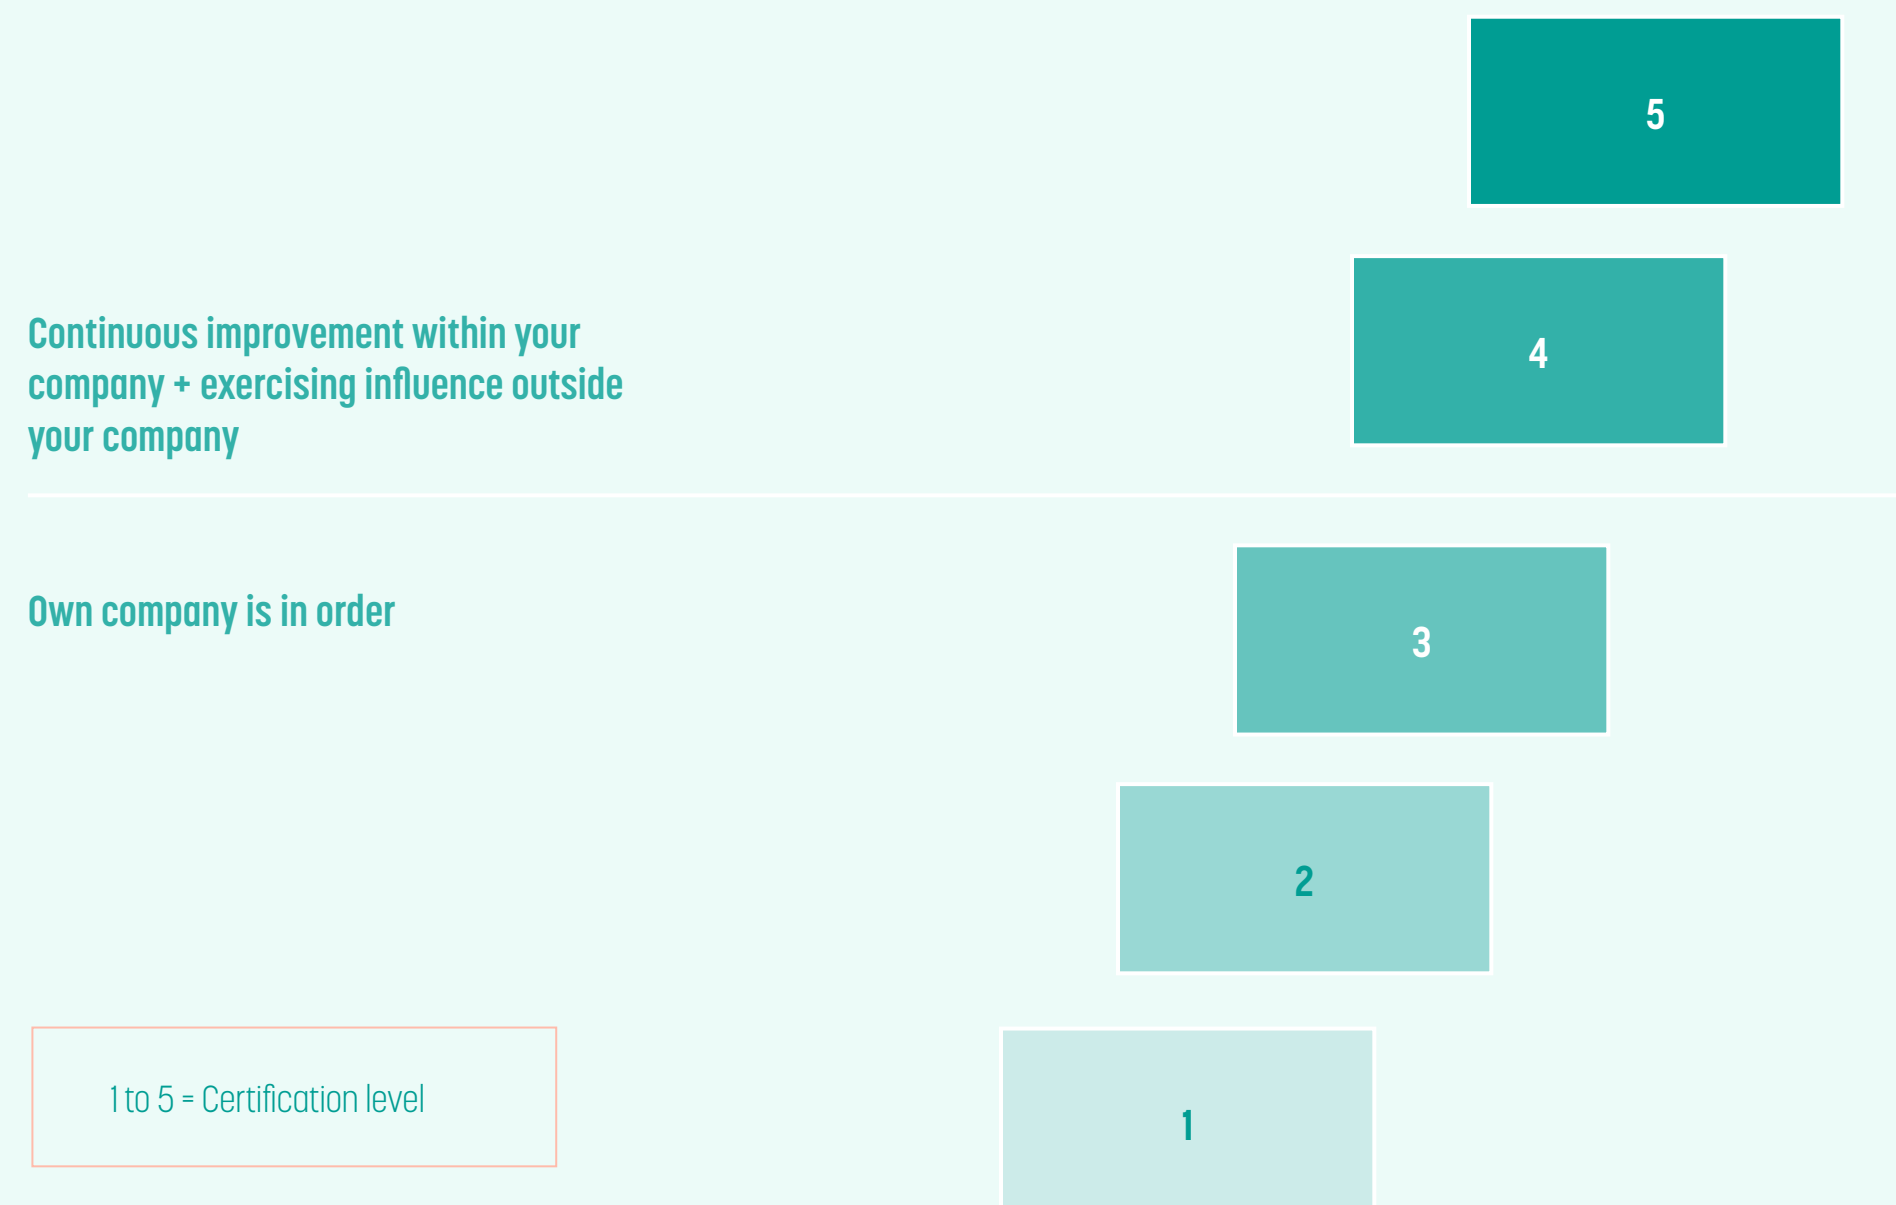 5
4
Continuous improvement within your
company + exercising influence outside
your company
3
Own company is in order
2
1 to 5 = Certification level
1